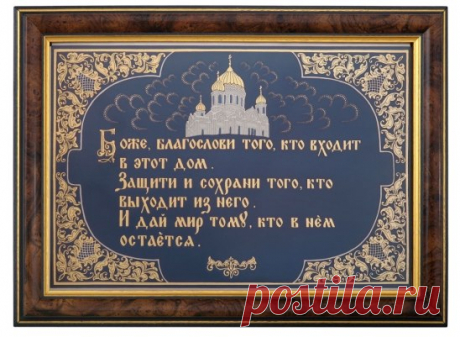 Боже, благослови того, кто входит
в этот дом.
Защити и сохрани того, кто
выходит из него.
И дай мир тому, кто в нём
остаётся.
postila.ru